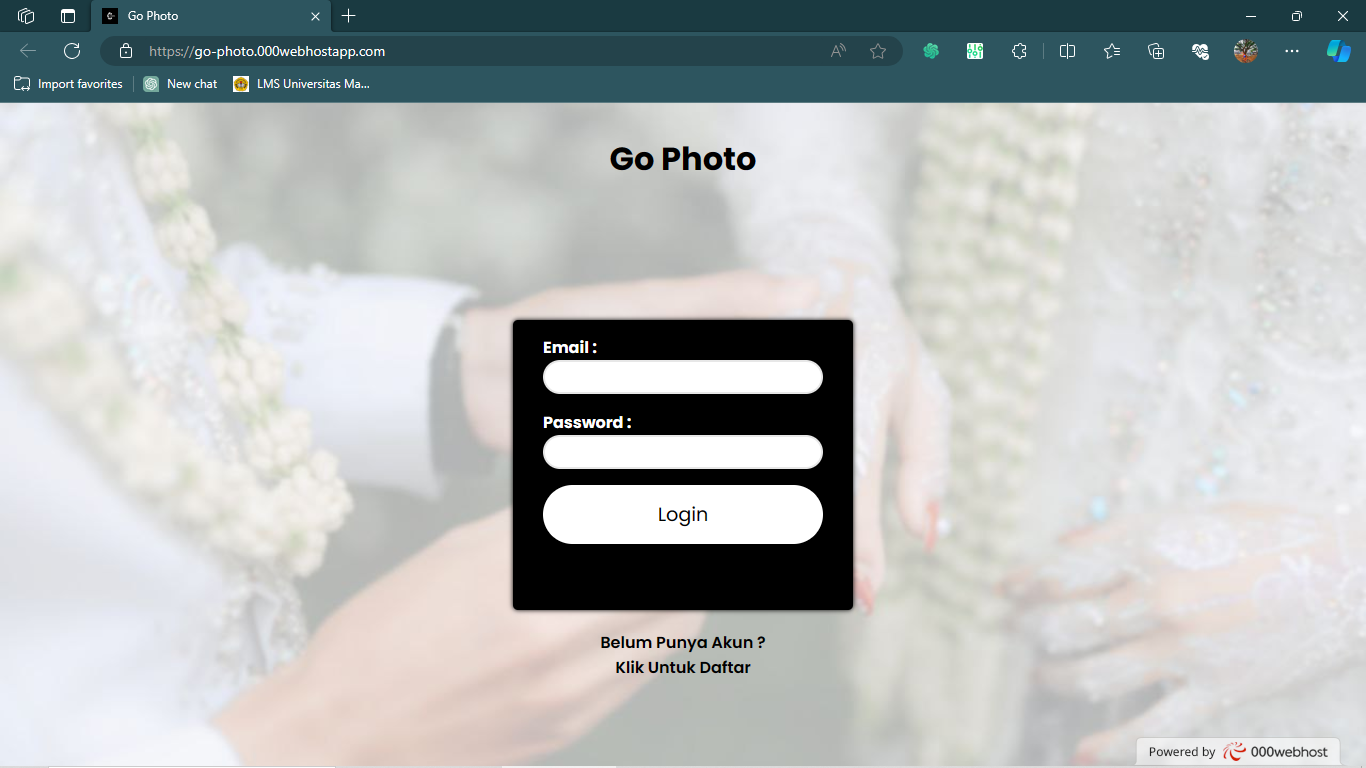 Go Photo
https://go-photo.000webhostapp.com
Import favorites
New chat
LMS Universitas Ma...
Go Photo
Email :
Password :
Login
Belum Punya Akun ?
Klik Untuk Daftar
Powered by 000webhost